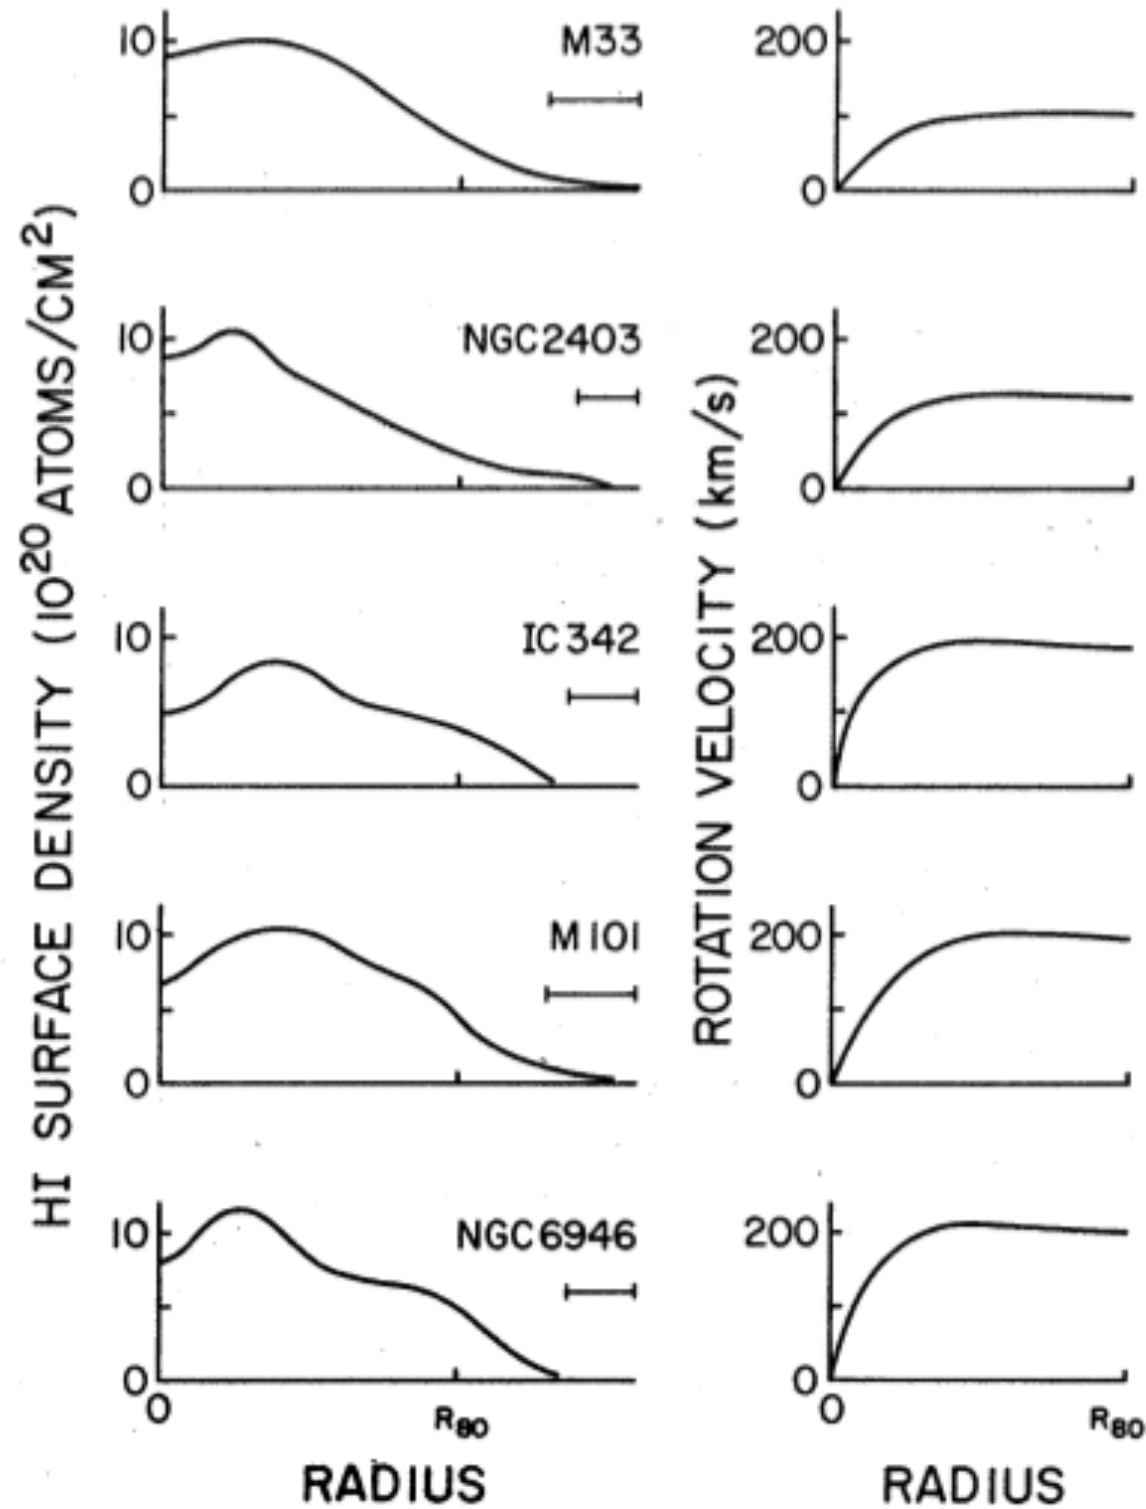 HI SURFACE DENSITY (10²⁰ ATOMS/CM²)
ROTATION VELOCITY (km/s)
10
0
M33
200
0
10
0
NGC2403
200
0
10
0
IC342
200
0
10
0
M101
200
0
10
0
NGC6946
200
0
0
R₈₀
0
R₈₀
RADIUS
RADIUS